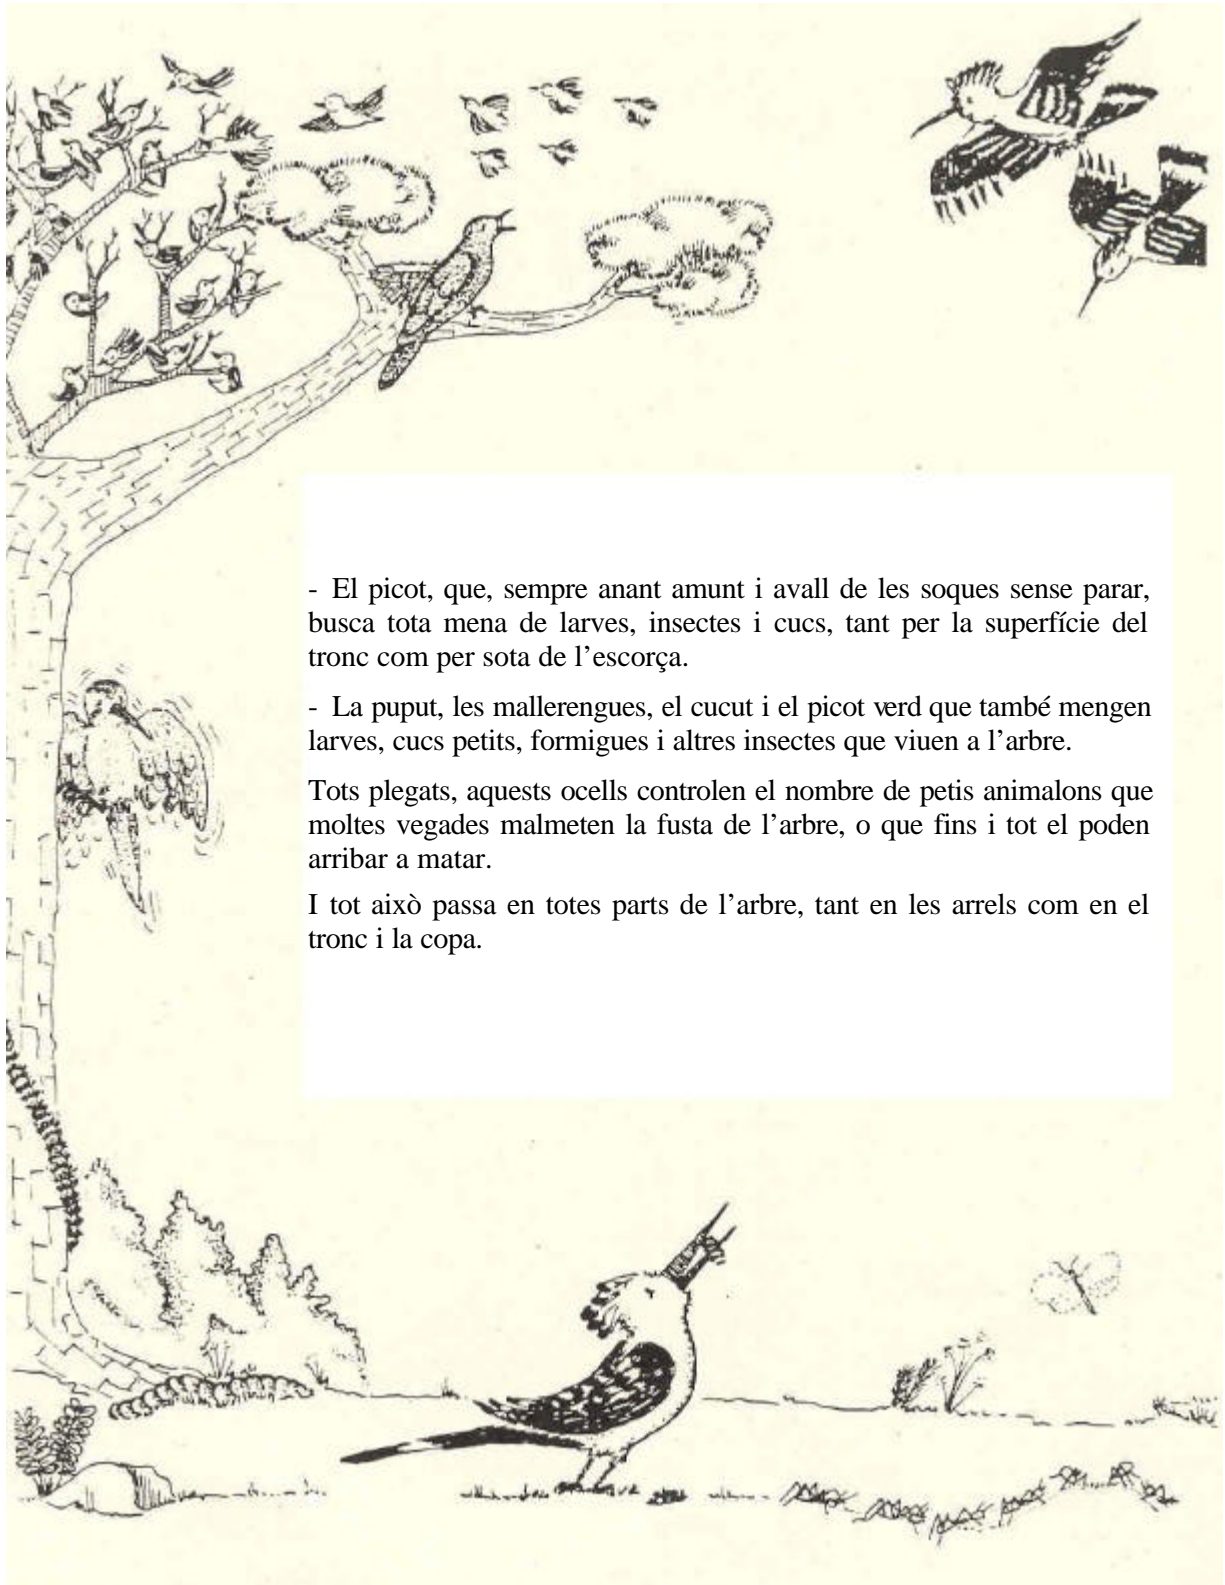 - El picot, que, sempre anant amunt i avall de les soques sense parar,
busca tota mena de larves, insectes i cucs, tant per la superfície del
tronc com per sota de l’escorça.
- La puput, les mallerengues, el cucut i el picot verd que també mengen
larves, cucs petits, formigues i altres insectes que viuen a l’arbre.
Tots plegats, aquests ocells controlen el nombre de petis animalons que
moltes vegades malmeten la fusta de l’arbre, o que fins i tot el poden
arribar a matar.
I tot això passa en totes parts de l’arbre, tant en les arrels com en el
tronc i la copa.